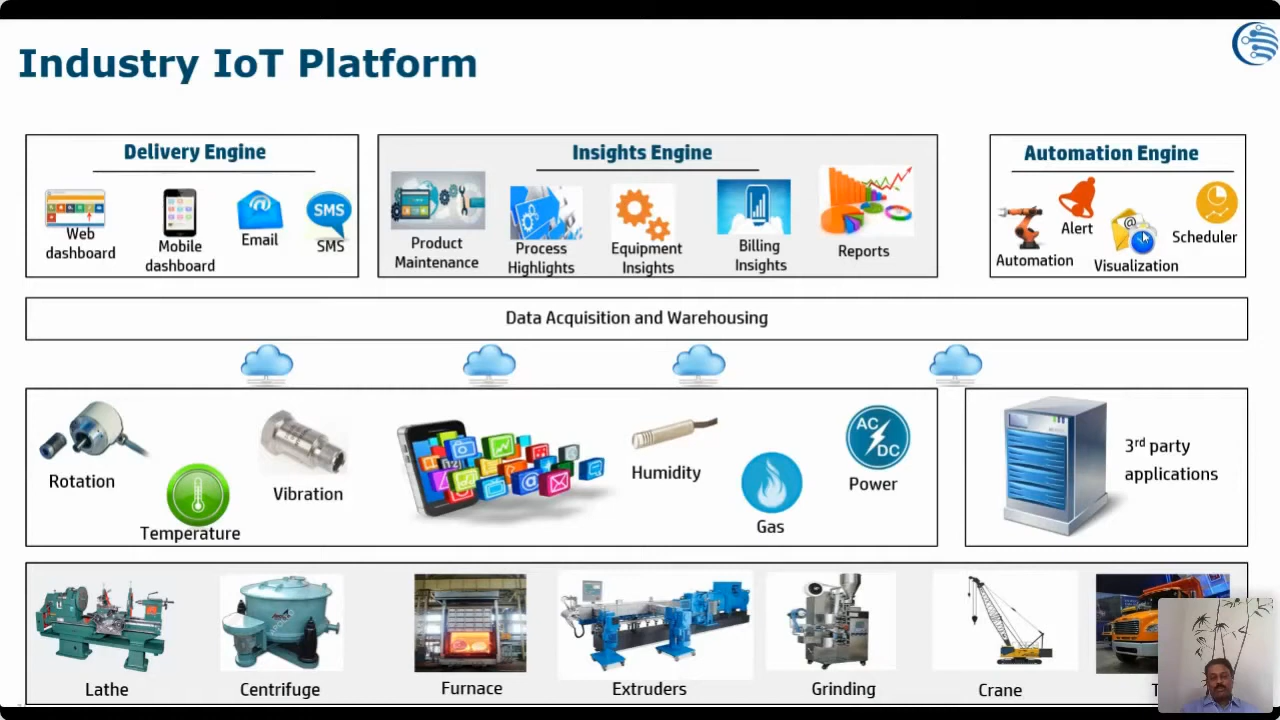 Industry IoT Platform
Delivery Engine
Web
dashboard
Mobile
dashboard
Email
SMS
SMS
Insights Engine
Product
Maintenance
Process
Highlights
Equipment
Insights
Billing
Insights
Reports
Automation Engine
Automation
Alert
Visualization
Scheduler
Data Acquisition and Warehousing
Rotation
Temperature
Vibration
Humidity
Gas
AC
DC
Power
3rd party
applications
Lathe
Centrifuge
Furnace
Extruders
Grinding
Crane